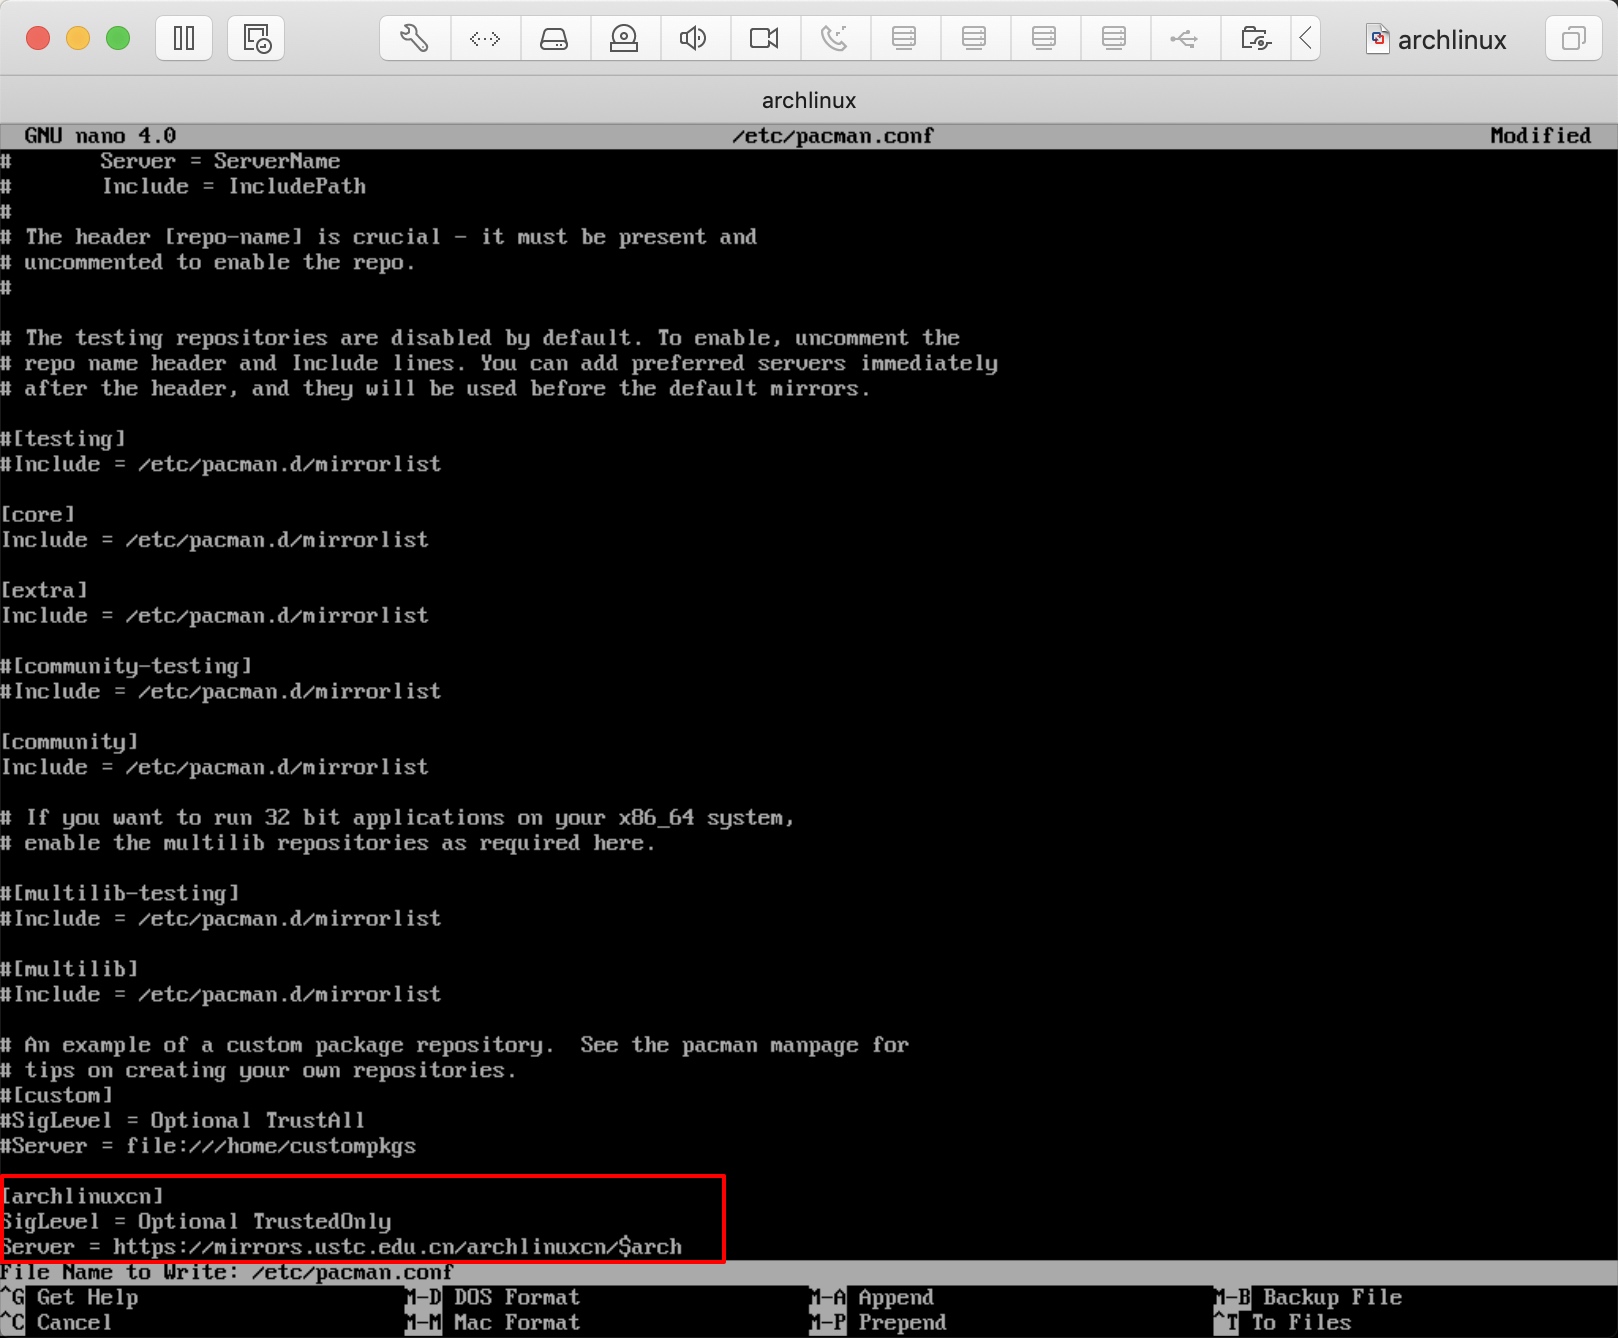 archlinux
archlinux
GNU nano 4.0 /etc/pacman.conf Modified
#       Server = ServerName
#       Include = IncludePath
#
# The header [repo-name] is crucial - it must be present and
# uncommented to enable the repo.
#
# The testing repositories are disabled by default. To enable, uncomment the
# repo name header and Include lines. You can add preferred servers immediately
# after the header, and they will be used before the default mirrors.
#[testing]
#Include = /etc/pacman.d/mirrorlist
[core]
Include = /etc/pacman.d/mirrorlist
[extra]
Include = /etc/pacman.d/mirrorlist
#[community-testing]
#Include = /etc/pacman.d/mirrorlist
[community]
Include = /etc/pacman.d/mirrorlist
# If you want to run 32 bit applications on your x86_64 system,
# enable the multilib repositories as required here.
#[multilib-testing]
#Include = /etc/pacman.d/mirrorlist
#[multilib]
#Include = /etc/pacman.d/mirrorlist
# An example of a custom package repository.  See the pacman manpage for
# tips on creating your own repositories.
#[custom]
#SigLevel = Optional TrustAll
#Server = file:///home/custompkgs
[archlinuxcn]
SigLevel = Optional TrustedOnly
Server = https://mirrors.ustc.edu.cn/archlinuxcn/$arch
File Name to Write: /etc/pacman.conf
^G Get Help M-D DOS Format M-A Append M-B Backup File
^C Cancel M-M Mac Format M-P Prepend ^T To Files